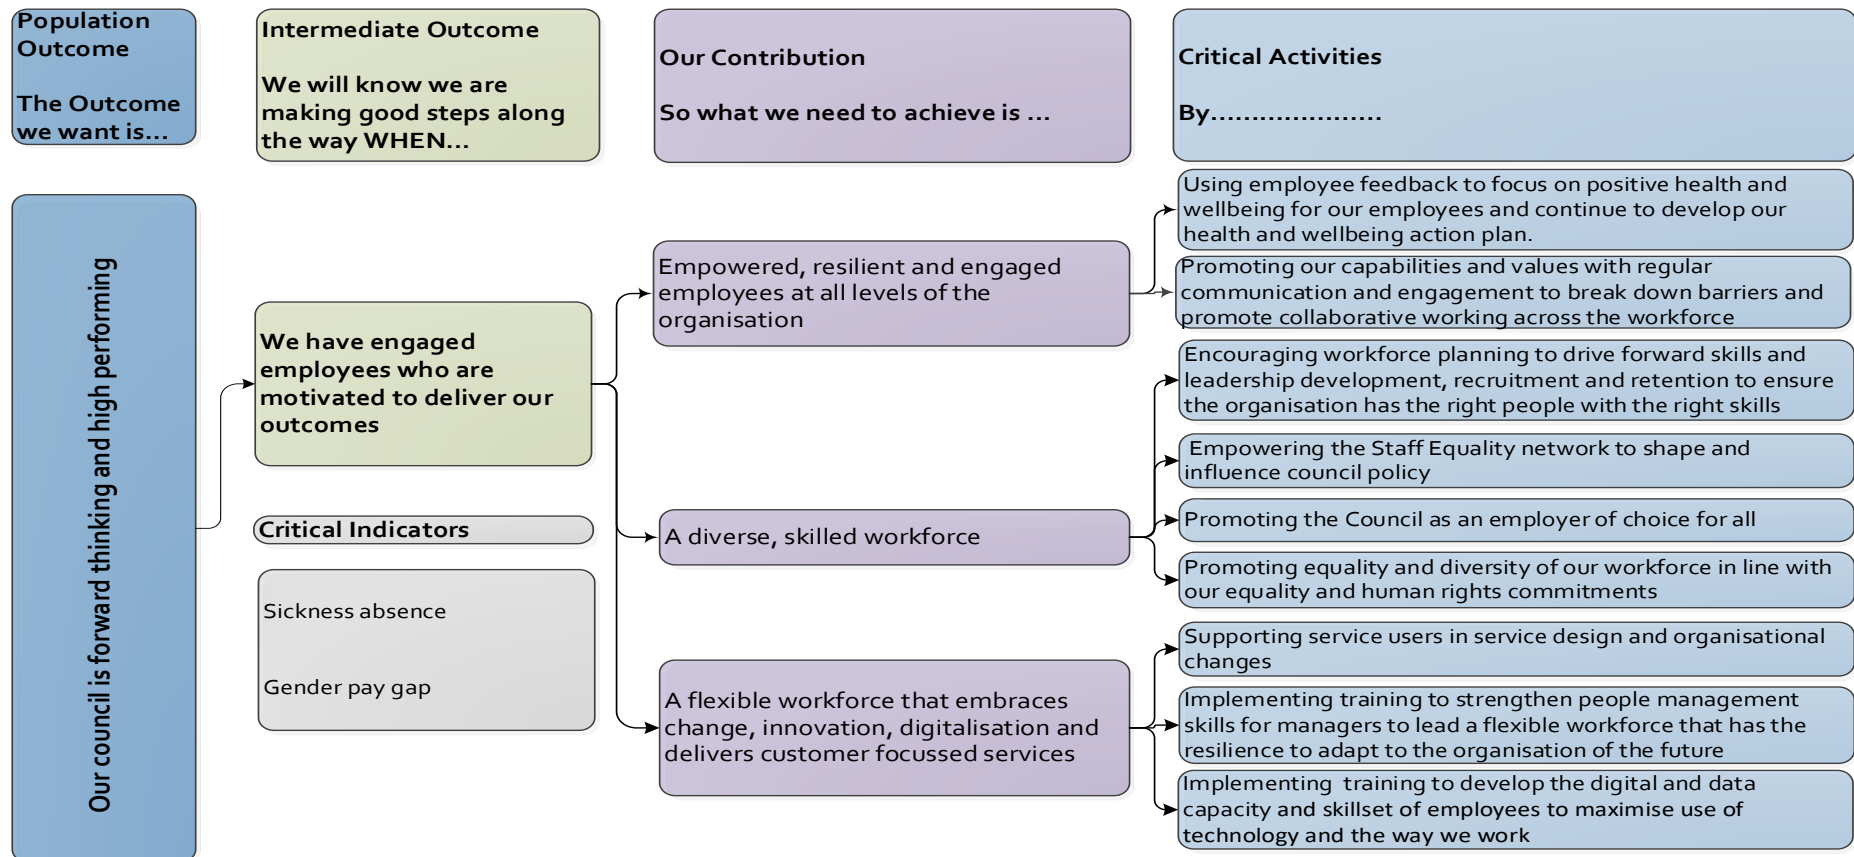 Population
Outcome
The Outcome
we want is...
Intermediate Outcome
We will know we are
making good steps along
the way WHEN...
Our Contribution
So what we need to achieve is ...
Critical Activities
By.....................
Our council is forward thinking and high performing
We have engaged
employees who are
motivated to deliver our
outcomes
Critical Indicators
Sickness absence
Gender pay gap
Empowered, resilient and engaged
employees at all levels of the
organisation
A diverse, skilled workforce
A flexible workforce that embraces
change, innovation, digitalisation and
delivers customer focussed services
Using employee feedback to focus on positive health and
wellbeing for our employees and continue to develop our
health and wellbeing action plan.
Promoting our capabilities and values with regular
communication and engagement to break down barriers and
promote collaborative working across the workforce
Encouraging workforce planning to drive forward skills and
leadership development, recruitment and retention to ensure
the organisation has the right people with the right skills
Empowering the Staff Equality network to shape and
influence council policy
Promoting the Council as an employer of choice for all
Promoting equality and diversity of our workforce in line with
our equality and human rights commitments
Supporting service users in service design and organisational
changes
Implementing training to strengthen people management
skills for managers to lead a flexible workforce that has the
resilience to adapt to the organisation of the future
Implementing  training to develop the digital and data
capacity and skillset of employees to maximise use of
technology and the way we work